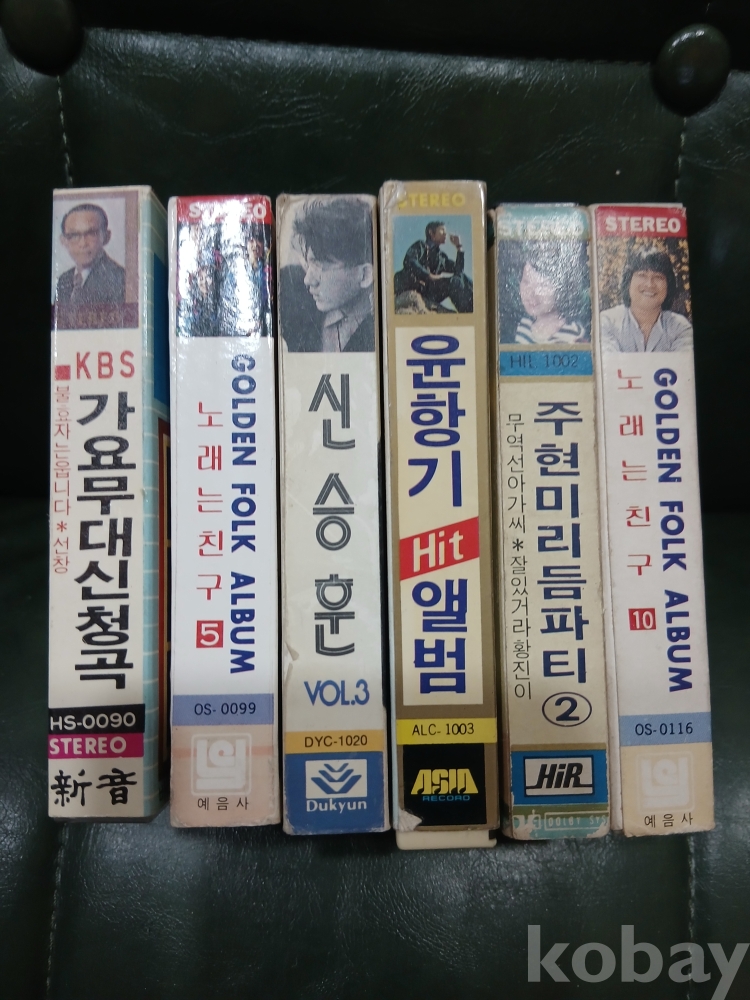 KBS
가요무대신청곡
불효자는웁니다*선창
HS-0090
STEREO
新音
STEREO
GOLDEN FOLK ALBUM
노래는친구 5
OS-0099
예음사
신승훈
VOL.3
DYC-1020
Dukyun
STEREO
윤항기
Hit
앨범
ALC-1003
ASIA
RECORD
STEREO
HIL 1002
주현미리듬파티 2
무역선아가씨*잘있거라황진이
HiR
DOLBY SYS
STEREO
GOLDEN FOLK ALBUM
노래는친구 10
OS-0116
예음사
kobay